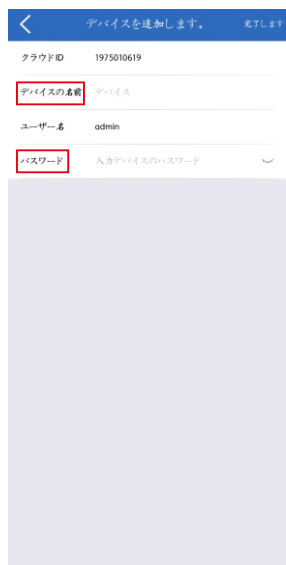 デバイスを追加します。 完了します
クラウドID 1975010619
デバイスの名前 デバイス
ユーザー名 admin
パスワード 入力デバイスのパスワード